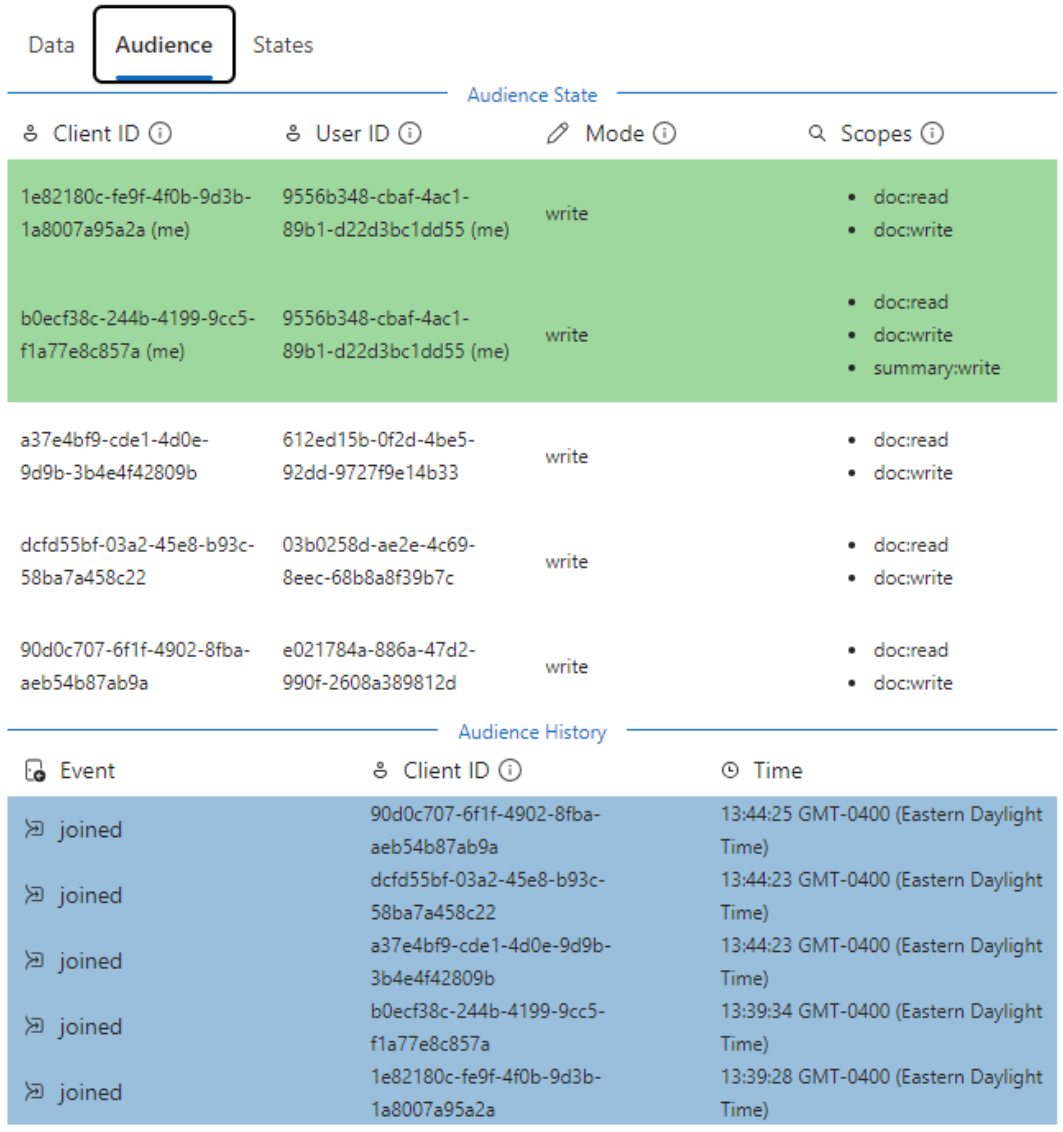 Data Audience States
Audience State
Client ID User ID Mode Scopes
1e82180c-fe9f-4f0b-9d3b- 9556b348-cbaf-4ac1- • doc:read
write
1a8007a95a2a (me) 89b1-d22d3bc1dd55 (me) • doc:write
• doc:read
b0ecf38c-244b-4199-9cc5- 9556b348-cbaf-4ac1-
write • doc:write
f1a77e8c857a (me) 89b1-d22d3bc1dd55 (me)
• summary:write
a37e4bf9-cde1-4d0e- 612ed15b-0f2d-4be5- • doc:read
write
9d9b-3b4e4f42809b 92dd-9727f9e14b33 • doc:write
dcfd55bf-03a2-45e8-b93c- 03b0258d-ae2e-4c69- • doc:read
write
58ba7a458c22 8eec-68b8a8f39b7c • doc:write
90d0c707-6f1f-4902-8fba- e021784a-886a-47d2- • doc:read
write
aeb54b87ab9a 990f-2608a389812d • doc:write
Audience History
Event Client ID Time
90d0c707-6f1f-4902-8fba- 13:44:25 GMT-0400 (Eastern Daylight
joined
aeb54b87ab9a Time)
dcfd55bf-03a2-45e8-b93c- 13:44:23 GMT-0400 (Eastern Daylight
joined
58ba7a458c22 Time)
a37e4bf9-cde1-4d0e-9d9b- 13:44:23 GMT-0400 (Eastern Daylight
joined
3b4e4f42809b Time)
b0ecf38c-244b-4199-9cc5- 13:39:34 GMT-0400 (Eastern Daylight
joined
f1a77e8c857a Time)
1e82180c-fe9f-4f0b-9d3b- 13:39:28 GMT-0400 (Eastern Daylight
joined
1a8007a95a2a Time)